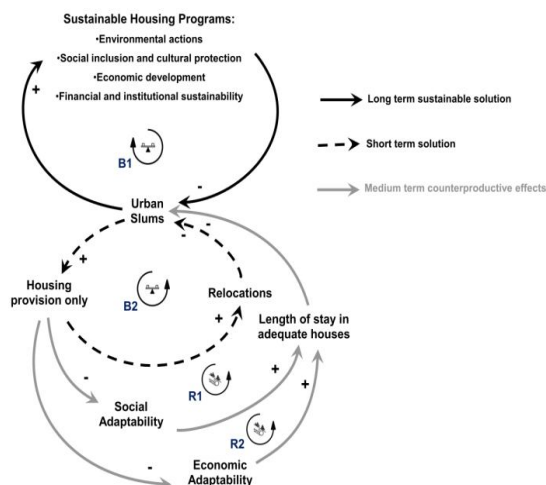 Sustainable Housing Programs:
•Environmental actions
•Social inclusion and cultural protection
•Economic development
•Financial and institutional sustainability
+
B1
-
Urban
Slums
-
-
+
Housing
provision only
B2
Relocations
+
Length of stay in
adequate houses
-
R1
+
+
Social
Adaptability
R2
-
Economic
Adaptability
Long term sustainable solution
Short term solution
Medium term counterproductive effects